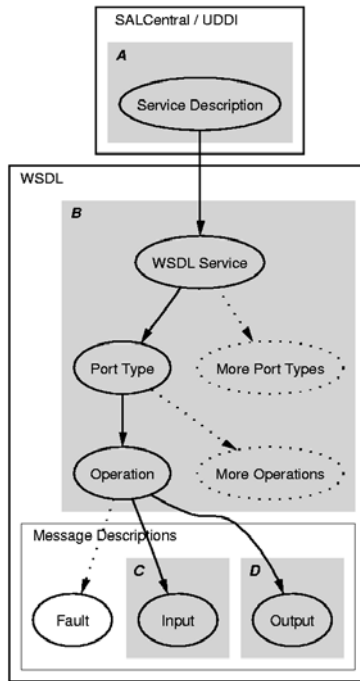 SALCentral / UDDI
A
Service Description
WSDL
B
WSDL Service
Port Type
More Port Types
Operation
More Operations
Message Descriptions
C
D
Fault
Input
Output